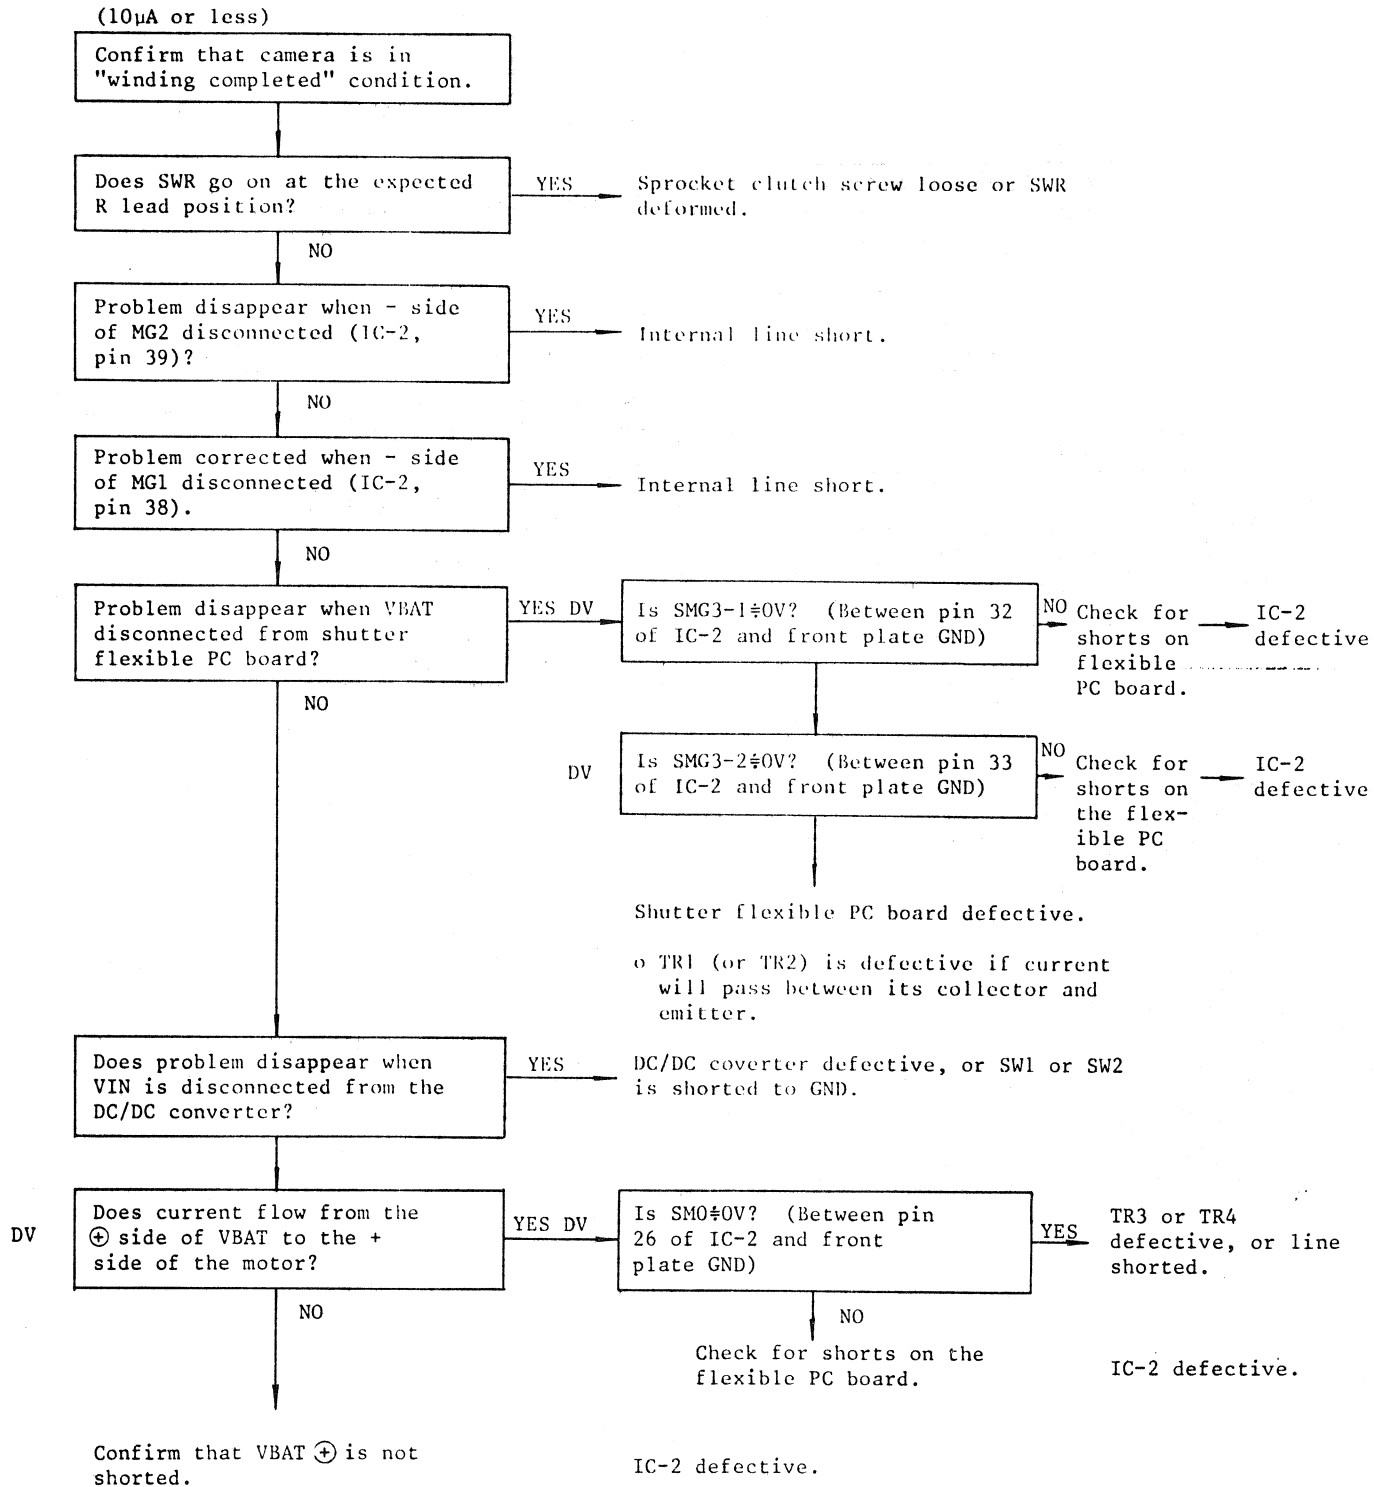 (10µA or less)
Confirm that camera is in
"winding completed" condition.
Does SWR go on at the expected
R lead position?
YES
Sprocket clutch screw loose or SWR
deformed.
NO
Problem disappear when - side
of MG2 disconnected (IC-2,
pin 39)?
YES
Internal line short.
NO
Problem corrected when - side
of MG1 disconnected (IC-2,
pin 38).
YES
Internal line short.
NO
Problem disappear when VBAT
disconnected from shutter
flexible PC board?
YES DV
Is SMG3-1≑0V? (Between pin 32
of IC-2 and front plate GND)
NO
Check for
shorts on
flexible
PC board.
IC-2
defective
NO
DV
Is SMG3-2≑0V? (Between pin 33
of IC-2 and front plate GND)
NO
Check for
shorts on
the flex-
ible PC
board.
IC-2
defective
Shutter flexible PC board defective.
o TR1 (or TR2) is defective if current
will pass between its collector and
emitter.
Does problem disappear when
VIN is disconnected from the
DC/DC converter?
YES
DC/DC coverter defective, or SW1 or SW2
is shorted to GND.
DV
Does current flow from the
⊕ side of VBAT to the +
side of the motor?
YES DV
Is SMO≑0V? (Between pin
26 of IC-2 and front
plate GND)
YES
TR3 or TR4
defective, or line
shorted.
NO
NO
Check for shorts on the
flexible PC board.
IC-2 defective.
Confirm that VBAT ⊕ is not
shorted.
IC-2 defective.